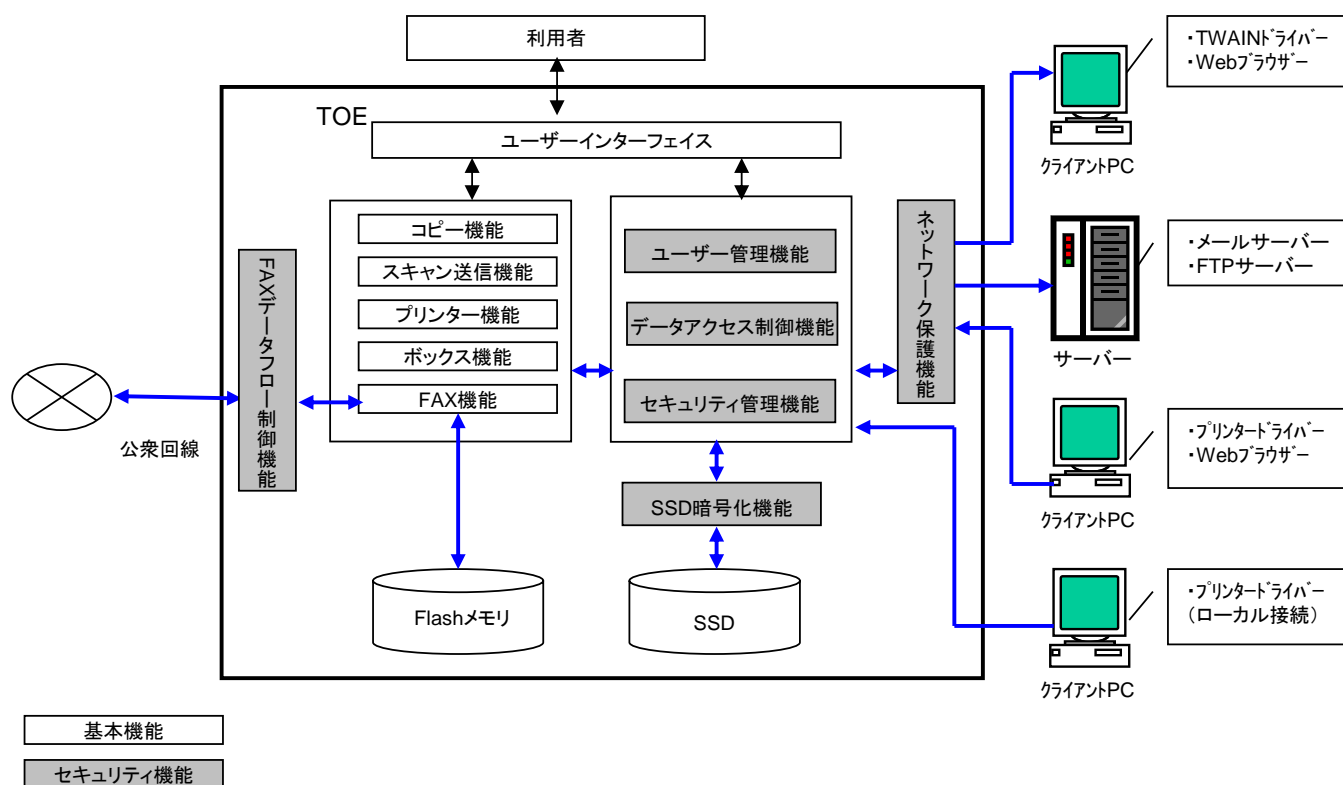 利用者
TOE
ユーザーインターフェイス
コピー機能
スキャン送信機能
プリンター機能
ボックス機能
FAX機能
FAXデータフロー制御機能
公衆回線
ユーザー管理機能
データアクセス制御機能
セキュリティ管理機能
SSD暗号化機能
ネットワーク保護機能
Flashメモリ
SSD
・TWAINﾄﾞﾗｲﾊﾞｰ
・Webﾌﾞﾗｳｻﾞｰ
ｸﾗｲｱﾝﾄPC
・メールサーバー
・FTPサーバー
サーバー
・ﾌﾟﾘﾝﾀｰﾄﾞﾗｲﾊﾞｰ
・Webﾌﾞﾗｳｻﾞｰ
ｸﾗｲｱﾝﾄPC
・ﾌﾟﾘﾝﾀｰﾄﾞﾗｲﾊﾞｰ
（ローカル接続）
ｸﾗｲｱﾝﾄPC
基本機能
セキュリティ機能